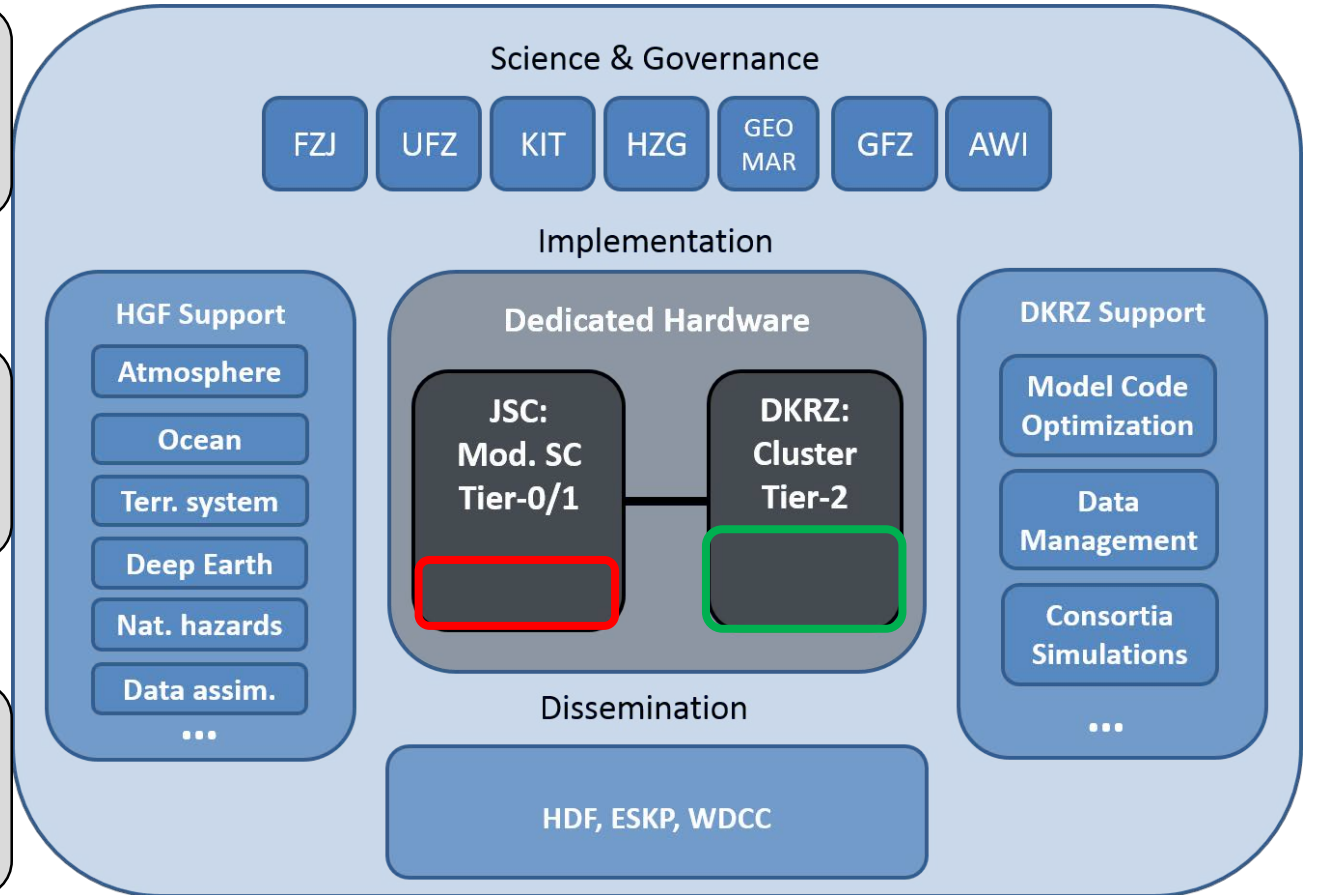 Science & Governance
FZJ
UFZ
KIT
HZG
GEO
MAR
GFZ
AWI
Implementation
HGF Support
Atmosphere
Ocean
Terr. system
Deep Earth
Nat. hazards
Data assim.
...
Dedicated Hardware
JSC:
Mod. SC
Tier-0/1
DKRZ:
Cluster
Tier-2
DKRZ Support
Model Code
Optimization
Data
Management
Consortia
Simulations
...
Dissemination
HDF, ESKP, WDCC